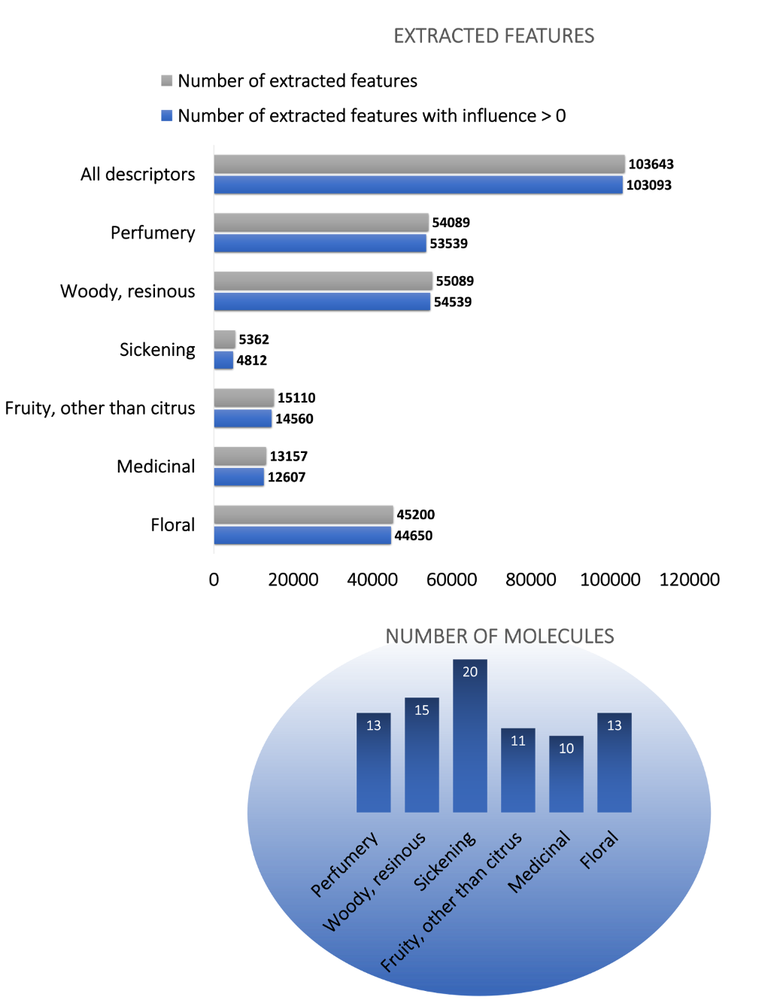 EXTRACTED FEATURES
Number of extracted features
Number of extracted features with influence > 0
All descriptors
103643
103093
Perfumery
54089
53539
Woody, resinous
55089
54539
Sickening
5362
4812
Fruity, other than citrus
15110
14560
Medicinal
13157
12607
Floral
45200
44650
0 20000 40000 60000 80000 100000 120000
NUMBER OF MOLECULES
13
15
20
11
10
13
Perfumery
Woody, resinous
Sickening
Fruity, other than citrus
Medicinal
Floral